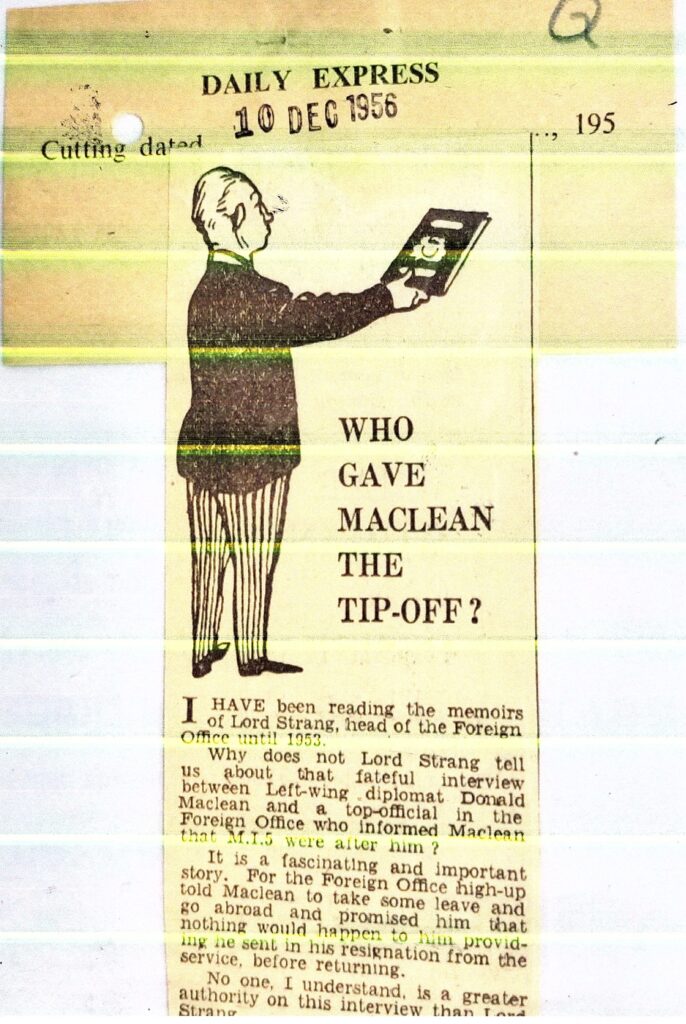 Q
DAILY EXPRESS
10 DEC 1956
Cutting dated ..., 195
WHO
GAVE
MACLEAN
THE
TIP-OFF?
I HAVE been reading the memoirs
of Lord Strang, head of the Foreign
Office until 1953.
Why does not Lord Strang tell
us about that fateful interview
between Left-wing diplomat Donald
Maclean and a top-official in the
Foreign Office who informed Maclean
that M.I.5 were after him?
It is a fascinating and important
story. For the Foreign Office high-up
told Maclean to take some leave and
go abroad and promised him that
nothing would happen to him provid-
ing he sent in his resignation from the
service, before returning.
No one, I understand, is a greater
authority on this interview than Lord
Strang